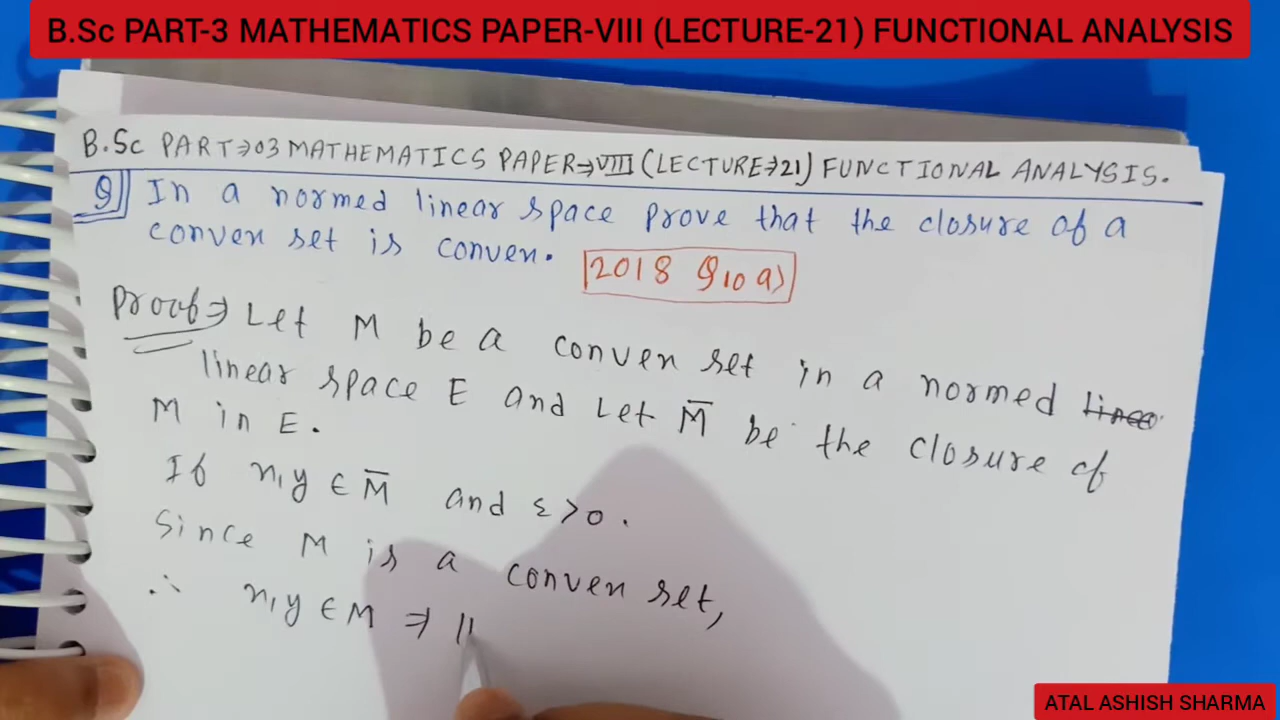 B.Sc PART-3 MATHEMATICS PAPER-VIII (LECTURE-21) FUNCTIONAL ANALYSIS
B.Sc PART⇒03 MATHEMATICS PAPER⇒VIII (LECTURE⇒21) FUNCTIONAL ANALYSIS.
Q] In a normed linear space prove that the closure of a
convex set is convex. [2018 Q10 a)]
Proof⇒ Let M be a convex set in a normed
linear space E and Let M̄ be the closure of
M in E.
If x,y ∈ M̄ and ε>0.
Since M is a convex set,
∴ x,y ∈ M ⇒ ||
ATAL ASHISH SHARMA